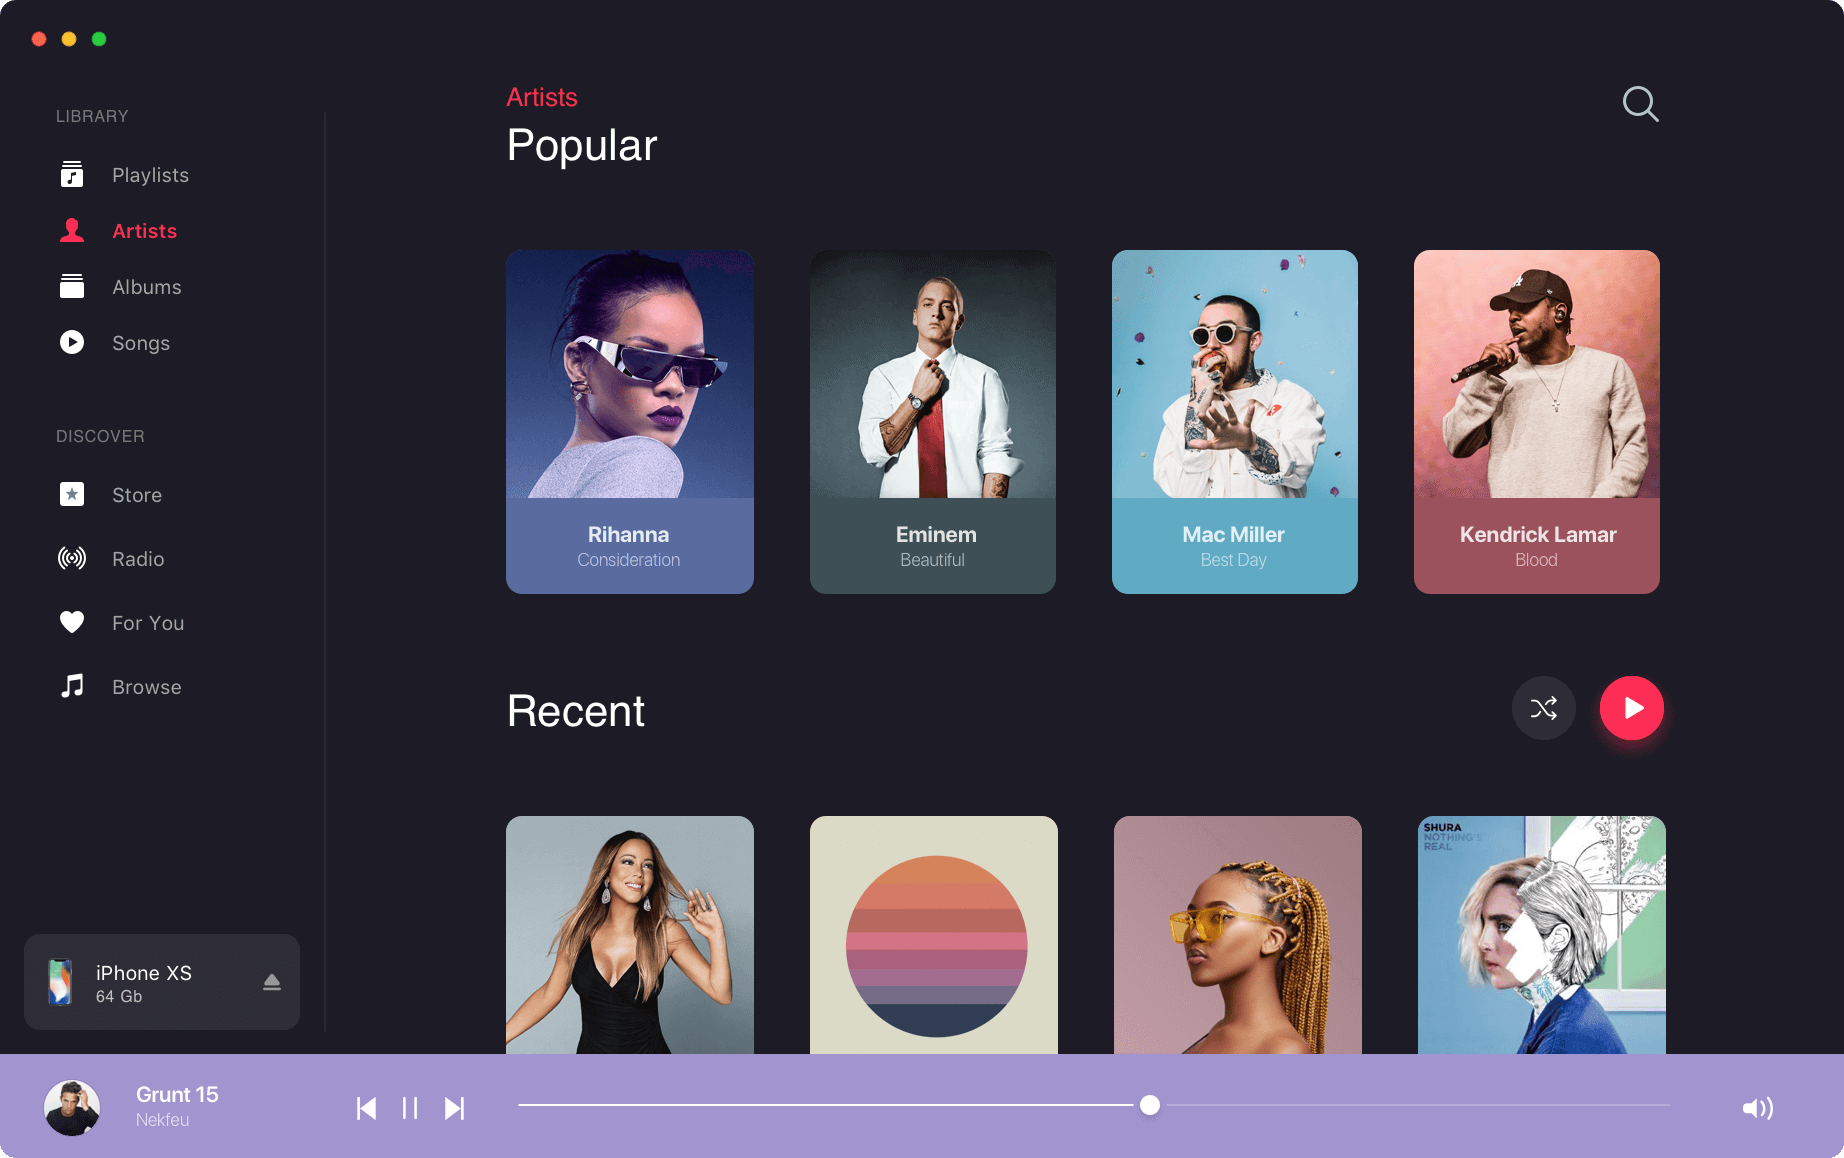 LIBRARY
Playlists
Artists
Albums
Songs
DISCOVER
Store
Radio
For You
Browse
iPhone XS
64 Gb
Artists
Popular
Rihanna
Consideration
Eminem
Beautiful
Mac Miller
Best Day
Kendrick Lamar
Blood
Recent
SHURA
NOTHING'S
REAL
Grunt 15
Nekfeu